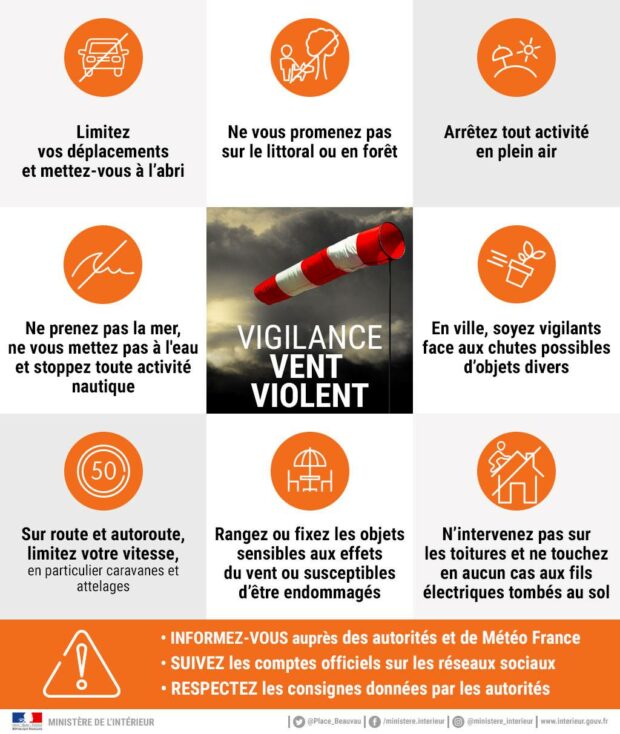 Limitez
vos déplacements
et mettez-vous à l'abri
Ne vous promenez pas
sur le littoral ou en forêt
Arrêtez tout activité
en plein air
Ne prenez pas la mer,
ne vous mettez pas à l'eau
et stoppez toute activité
nautique
VIGILANCE
VENT
VIOLENT
En ville, soyez vigilants
face aux chutes possibles
d'objets divers
50
Sur route et autoroute,
limitez votre vitesse,
en particulier caravanes et
attelages
Rangez ou fixez les objets
sensibles aux effets
du vent ou susceptibles
d'être endommagés
N'intervenez pas sur
les toitures et ne touchez
en aucun cas aux fils
électriques tombés au sol
• INFORMEZ-VOUS auprès des autorités et de Météo France
• SUIVEZ les comptes officiels sur les réseaux sociaux
• RESPECTEZ les consignes données par les autorités
MINISTÈRE DE L'INTÉRIEUR
@Place_Beauvau | /ministere.interieur | @ministere_interieur | www.interieur.gouv.fr